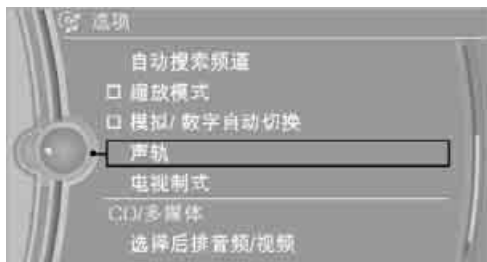 选项
自动搜索频道
□ 缩放模式
□ 模拟/数字自动切换
声轨
电视制式
CD/多媒体
选择后排音频/视频